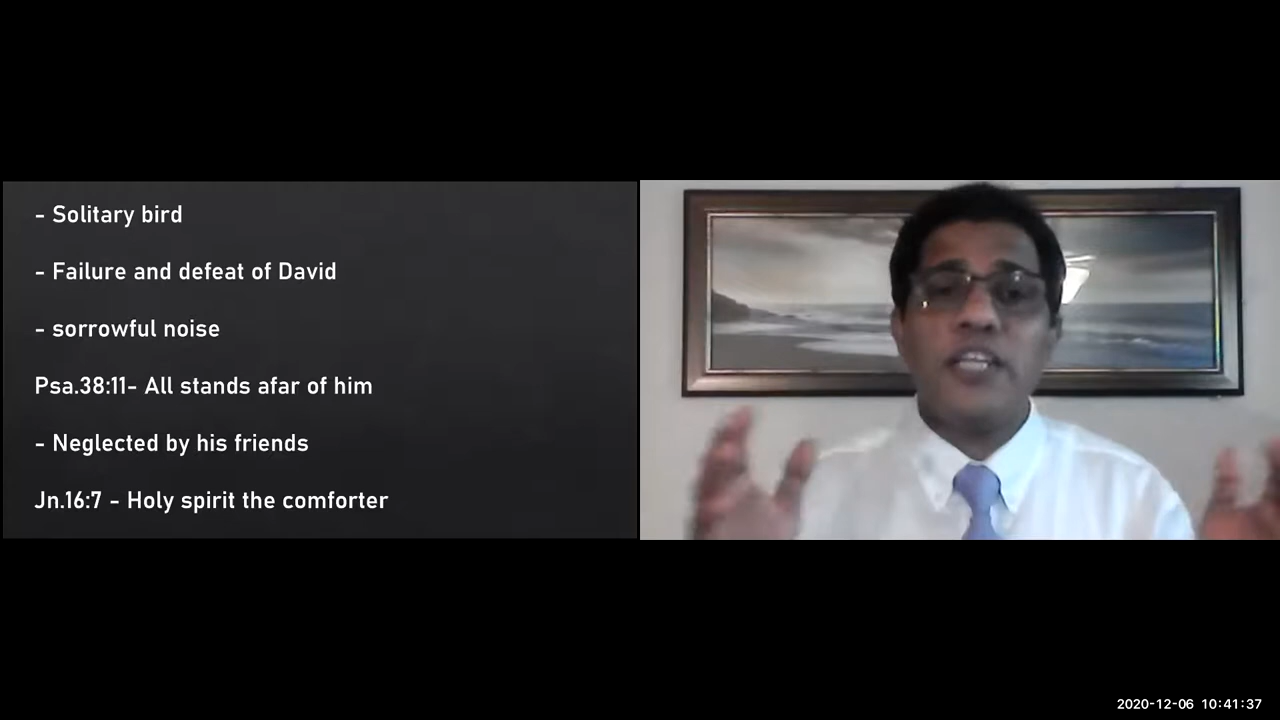 - Solitary bird
- Failure and defeat of David
- sorrowful noise
Psa.38:11- All stands afar of him
- Neglected by his friends
Jn.16:7 - Holy spirit the comforter
2020-12-06 10:41:37